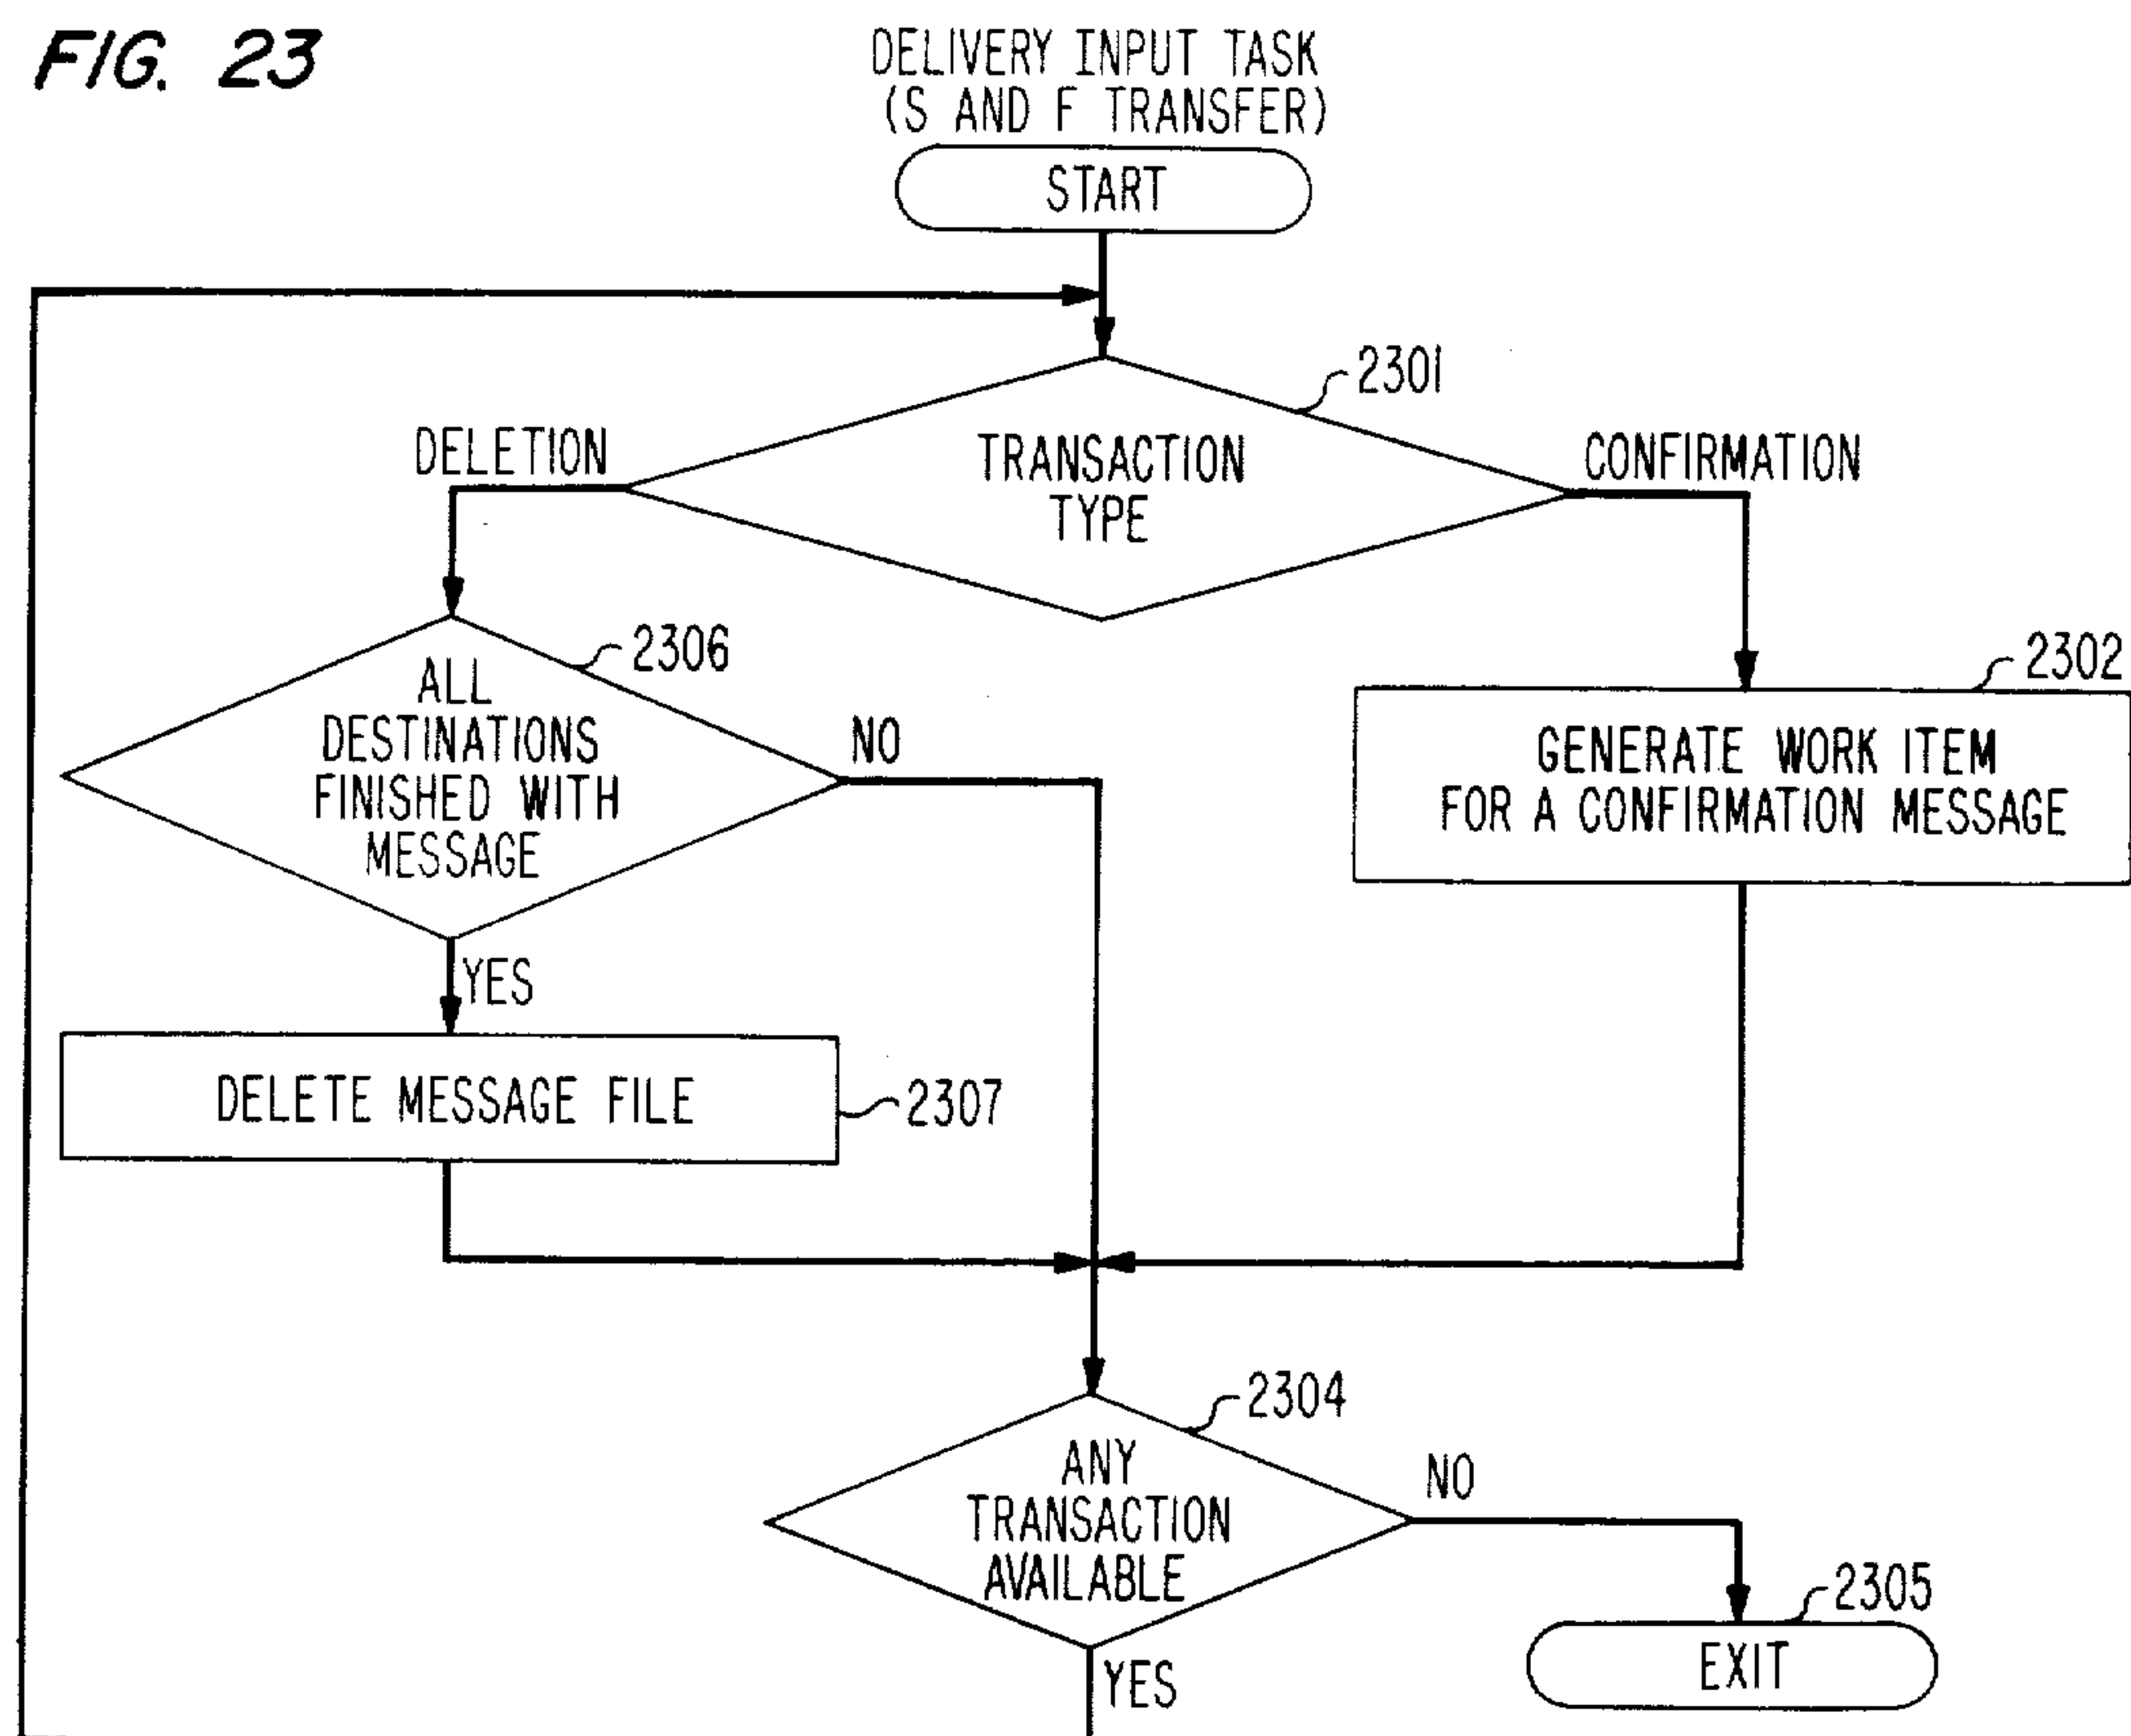 FIG. 23
DELIVERY INPUT TASK
(S AND F TRANSFER)
START
2301
DELETION
TRANSACTION
TYPE
CONFIRMATION
2306
ALL
DESTINATIONS
FINISHED WITH
MESSAGE
NO
2302
GENERATE WORK ITEM
FOR A CONFIRMATION MESSAGE
YES
DELETE MESSAGE FILE
2307
2304
ANY
TRANSACTION
AVAILABLE
NO
2305
EXIT
YES